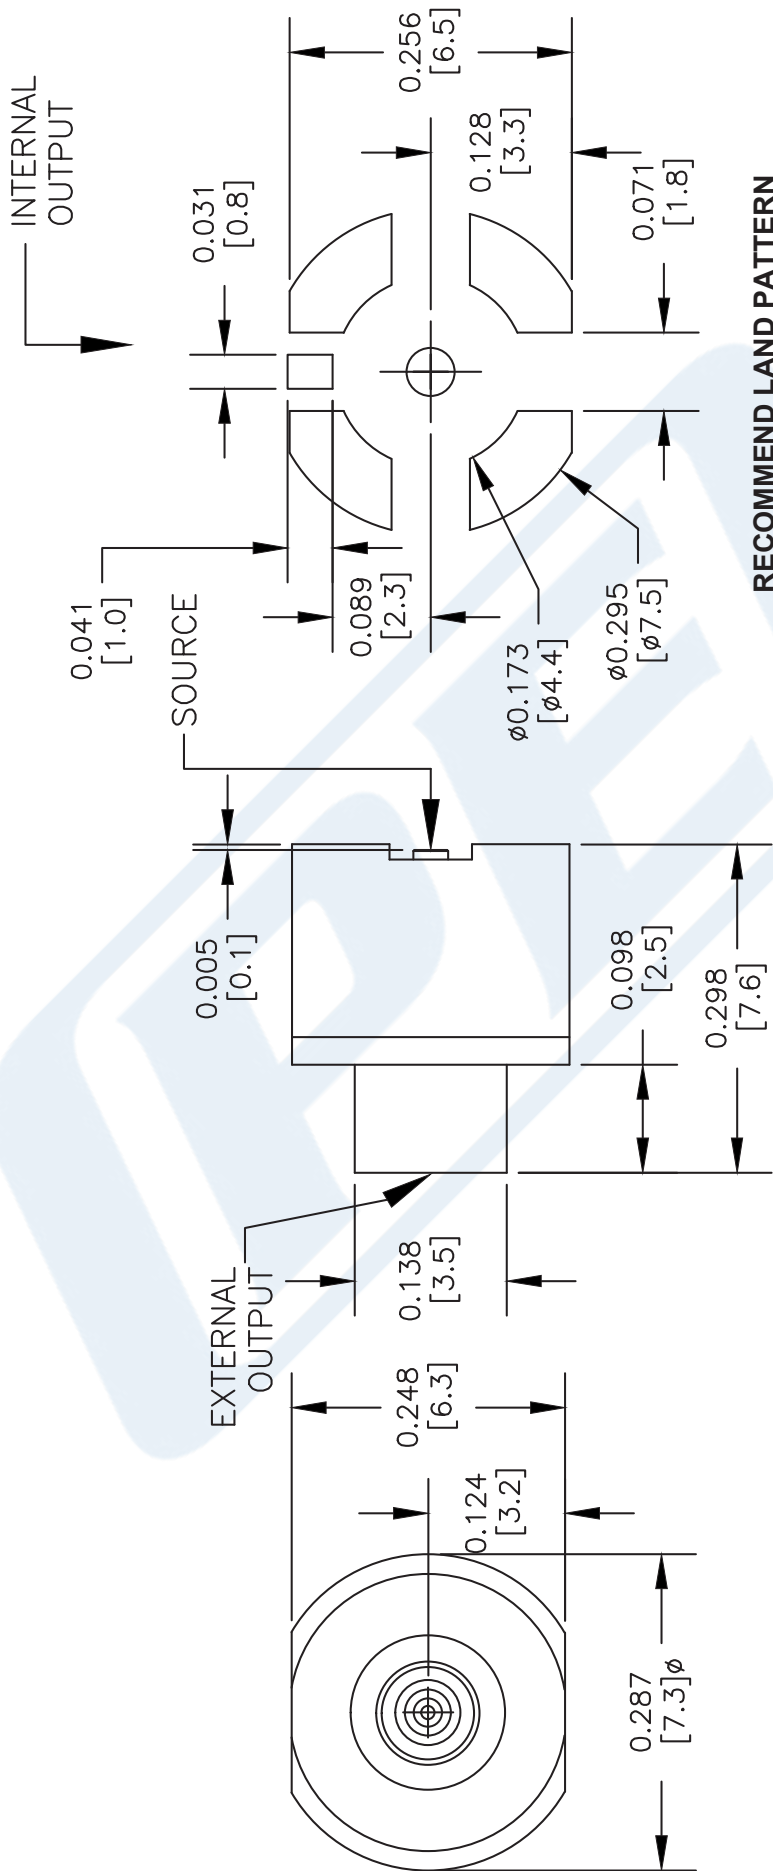 INTERNAL
OUTPUT
0.256
[6.5]
0.128
[3.3]
0.031
[0.8]
0.071
[1.8]
0.041
[1.0]
0.089
[2.3]
ø0.173
[ø4.4]
ø0.295
[ø7.5]
RECOMMEND LAND PATTERN
SOURCE
0.005
[0.1]
0.098
[2.5]
0.298
[7.6]
EXTERNAL
OUTPUT
0.138
[3.5]
0.248
[6.3]
0.124
[3.2]
0.287
[7.3]ø